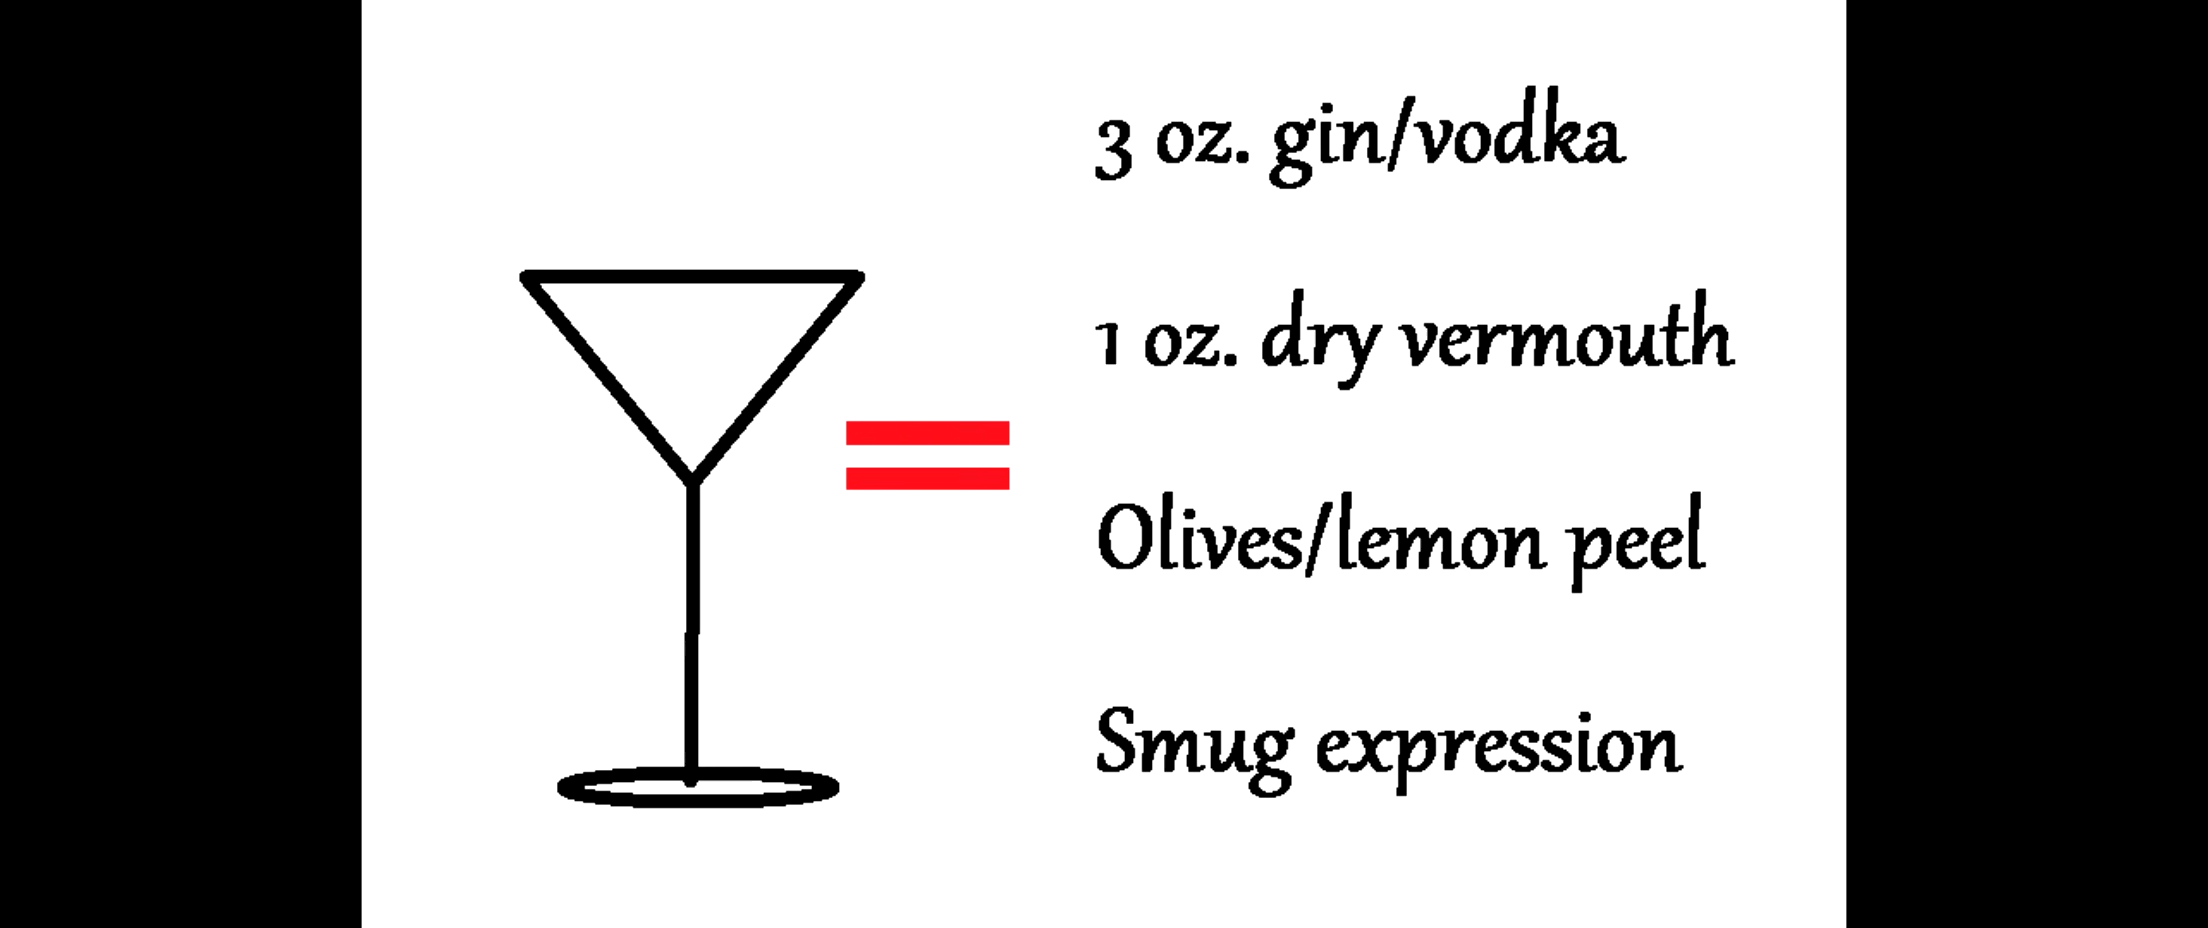 3 oz. gin/vodka
1 oz. dry vermouth
Olives/lemon peel
Smug expression